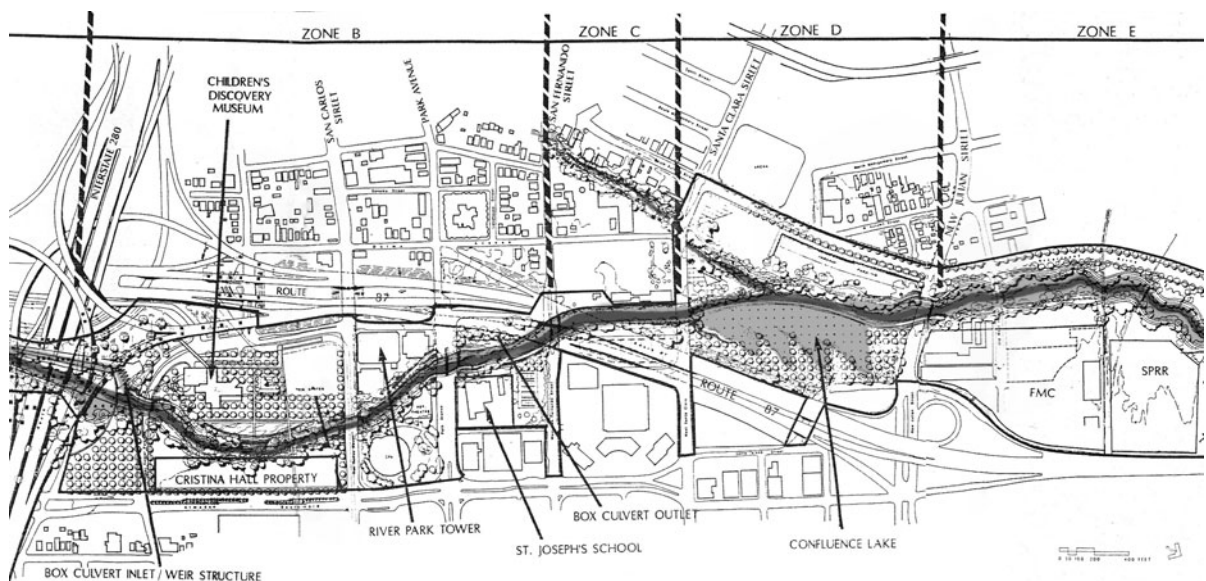 ZONE B
ZONE C
ZONE D
ZONE E
CHILDREN'S
DISCOVERY
MUSEUM
INTERSTATE 280
SAN CARLOS
STREET
PARK AVENUE
SAN FERNANDO
STREET
SANTA CLARA STREET
ARENA
JULIAN STREET
ROUTE 87
ROUTE 87
FMC
SPRR
CRISTINA HALL PROPERTY
RIVER PARK TOWER
ST. JOSEPH'S SCHOOL
BOX CULVERT OUTLET
CONFLUENCE LAKE
BOX CULVERT INLET / WEIR STRUCTURE